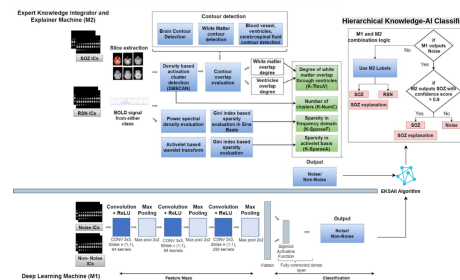 Expert Knowledge Integrator and
Explainer Machine (M2)
Contour detection
Brain Contour
Detection
White Matter
contour
detection
Blood vessel,
ventricles,
cerebrospinal fluid
contour detection
Hierarchical Knowledge-AI Classifi
SOZ ICs
Slice extraction
Density based
activation cluster
detection
(DBSCAN)
Contour
overlap
evaluation
White matter
overlap
degree
Ventricles overlap
degree
Degree of white
matter overlap
through ventricles
(K-ThruV)
Number of
clusters (K-NumC)
Sparsity in
frequency domain
(K-SparseF)
Sparsity in
activelet basis
(K-SparseA)
RSN ICs
BOLD signal
from either
class
Power spectral
density evaluation
Gini index based
sparsity
evaluation in Sine
Basis
Activelet based
wavelet transform
Gini index based
sparsity
evaluation
M1 and M2
combination logic
No
If
M1 outputs
Noise
Use M2 Labels
Yes
SOZ
RSN
SOZ explanation
If
M2 outputs SOZ with
confidence score
> 0.9
Yes
No
SOZ
Noise
SOZ explanation
Output
Noise/
Non-Noise
EKSAII Algorithm
Noise ICs
Non- Noise ICs
Convolution
+ ReLU
Max
Pooling
Convolution
+ ReLU
Max
Pooling
Convolution
+ ReLU
Max
Pooling
CONV 3x3,
Stride = (1,1),
64 kernels
Max pool 2x2
CONV 3x3,
Stride = (1,1),
64 kernels
Max pool 2x2
CONV 3x3,
Stride = (1,1),
256 kernels
Max pool 2x2
Flatten
Sigmoid
Activation
Function
Fully connected dense
layer
Output
Noise/
Non-Noise
Deep Learning Machine (M1)
Feature Maps
Classification